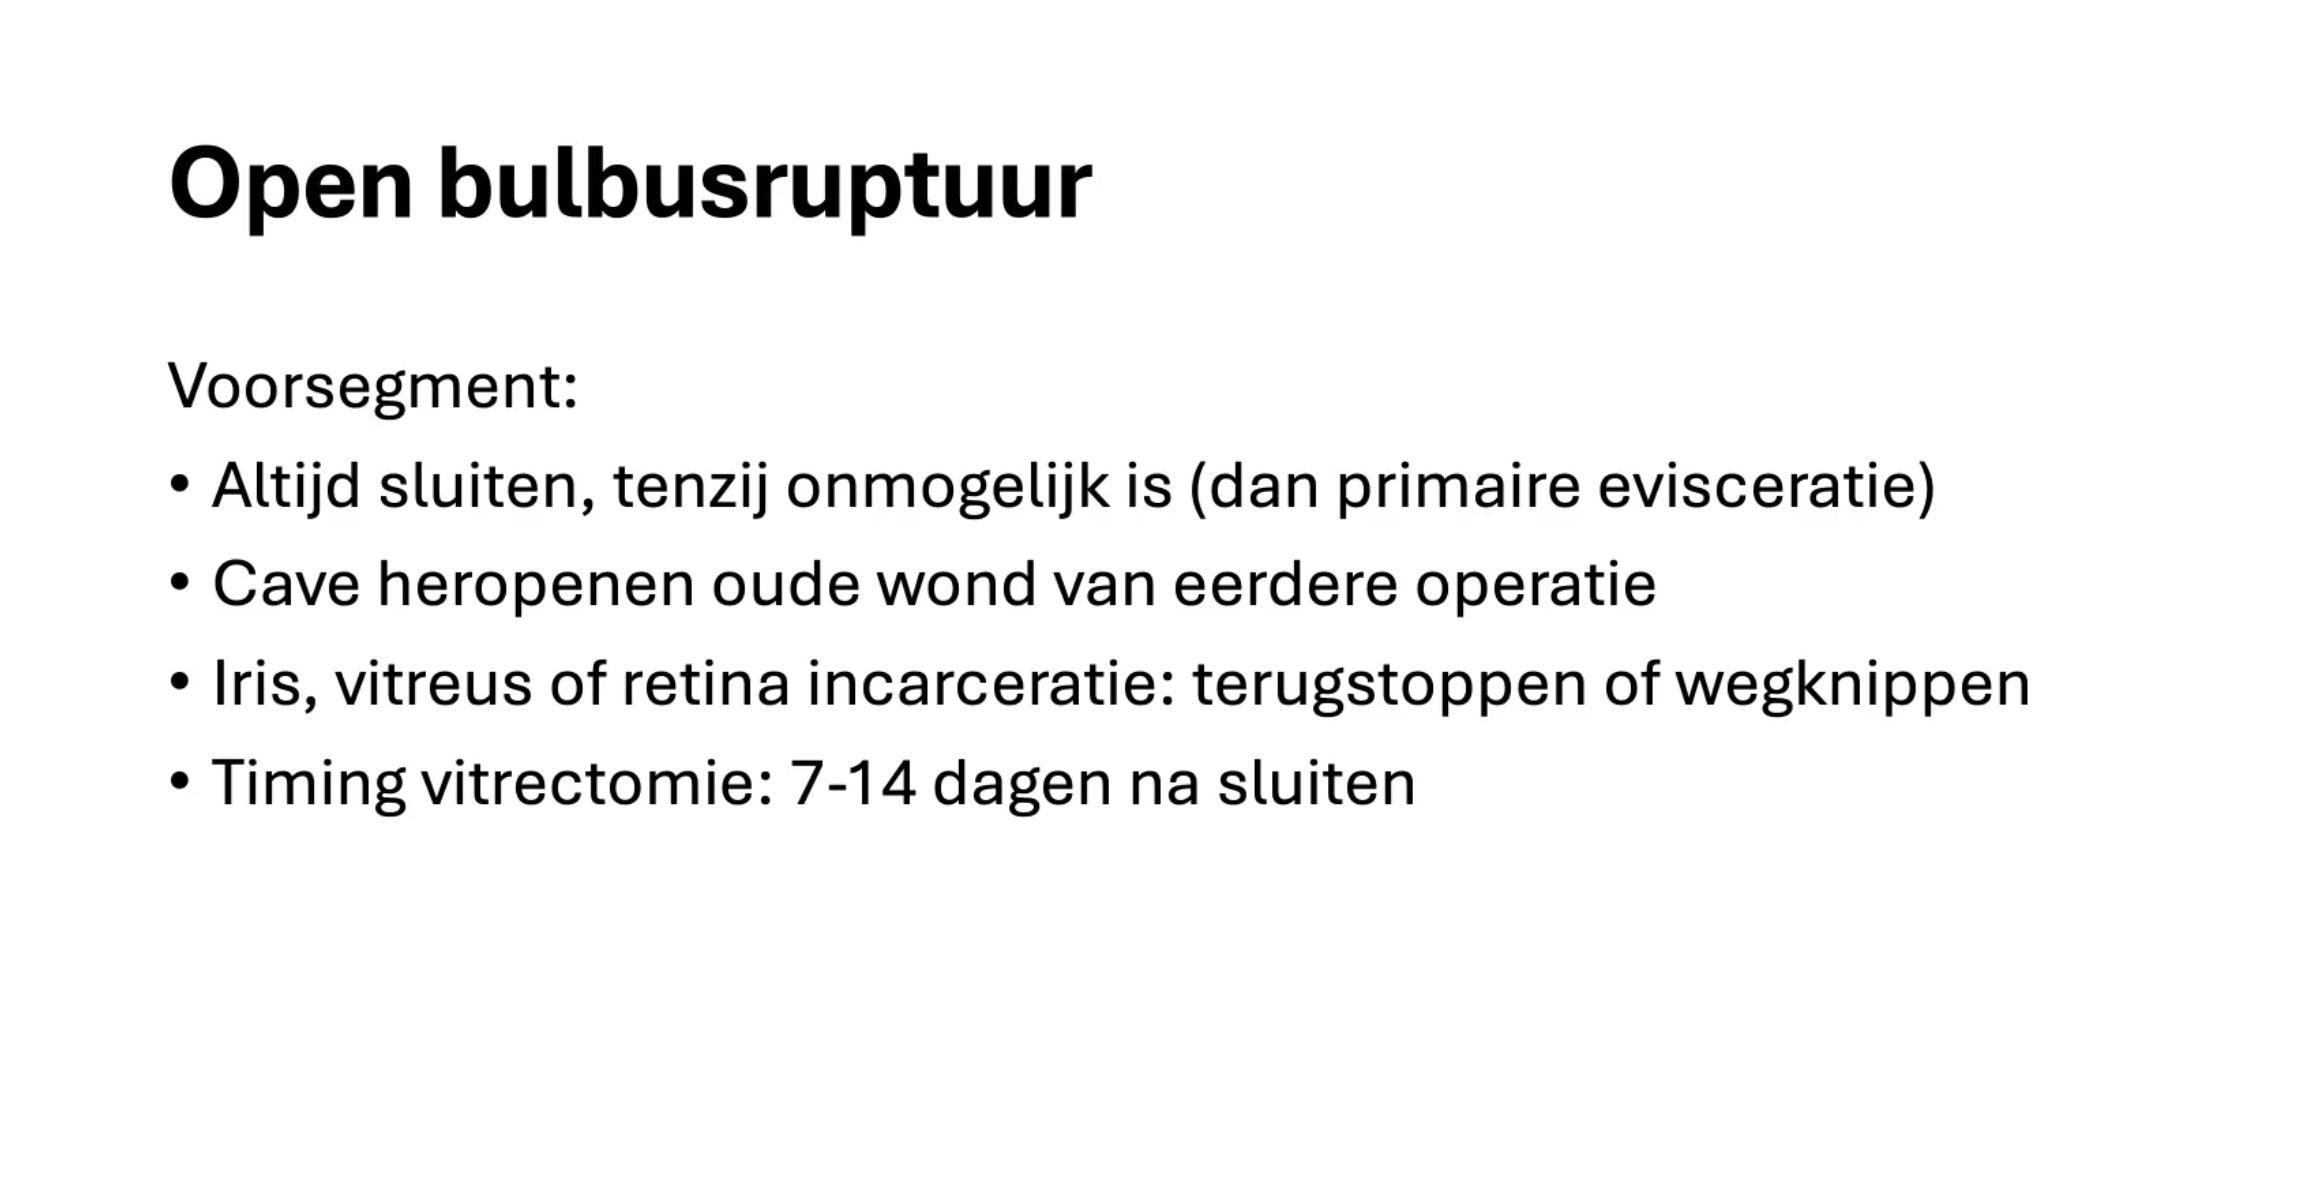 Open bulbusruptuur
Voorsegment:
• Altijd sluiten, tenzij onmogelijk is (dan primaire evisceratie)
• Cave heropenen oude wond van eerdere operatie
• Iris, vitreus of retina incarceratie: terugstoppen of wegknippen
• Timing vitrectomie: 7-14 dagen na sluiten